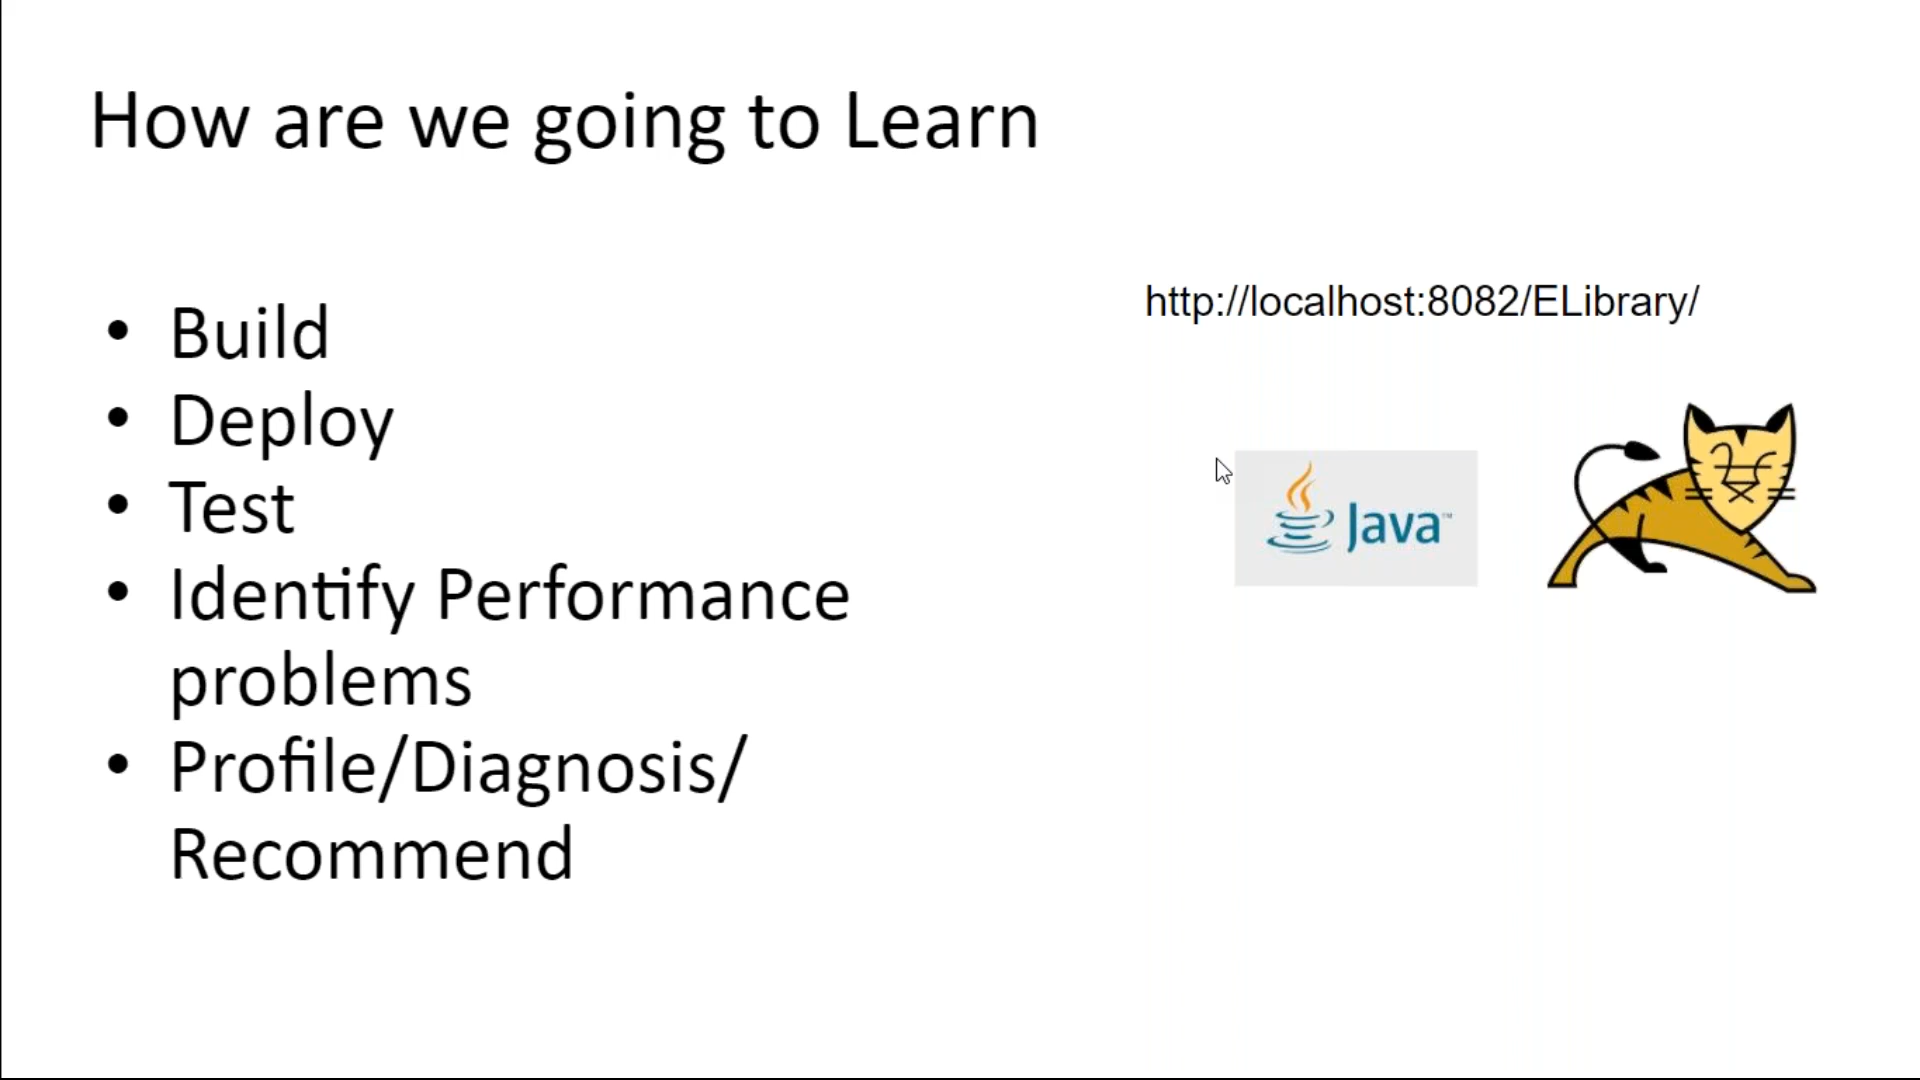 How are we going to Learn
• Build
• Deploy
• Test
• Identify Performance
problems
• Profile/Diagnosis/
Recommend
http://localhost:8082/ELibrary/
Java™